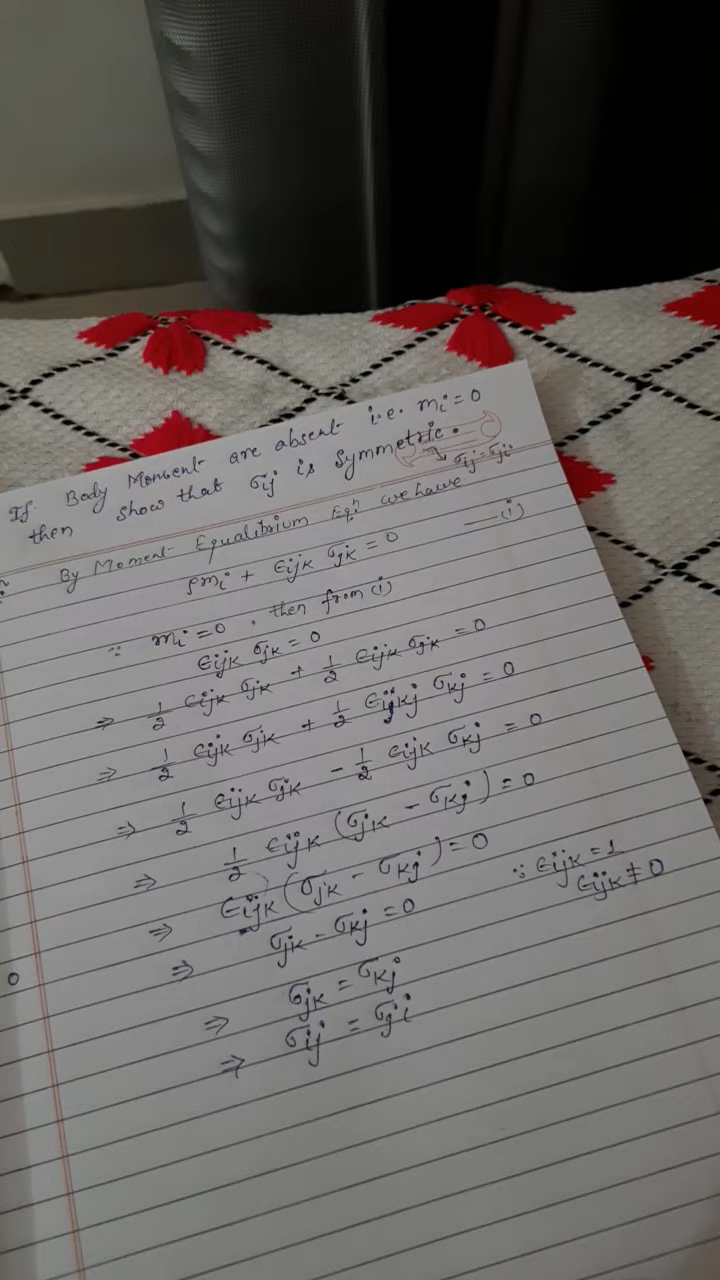 If Body Moment are absent i.e. mi = 0
then show that σij is symmetric.
↳ σij = σji
By Moment Equalibrium Eqⁿ we have
ρmi + ϵijk σjk = 0 —(i)
∵ mi = 0, then from (i)
ϵijk σjk = 0
⇒ 1/2 ϵijk σjk + 1/2 ϵijk σjk = 0
⇒ 1/2 ϵijk σjk + 1/2 ϵikj σkj = 0
⇒ 1/2 ϵijk σjk - 1/2 ϵijk σkj = 0
⇒ 1/2 ϵijk (σjk - σkj) = 0
⇒ ϵijk (σjk - σkj) = 0 ∵ ϵijk = 1
ϵijk ≠ 0
⇒ σjk - σkj = 0
⇒ σjk = σkj
⇒ σij = σji